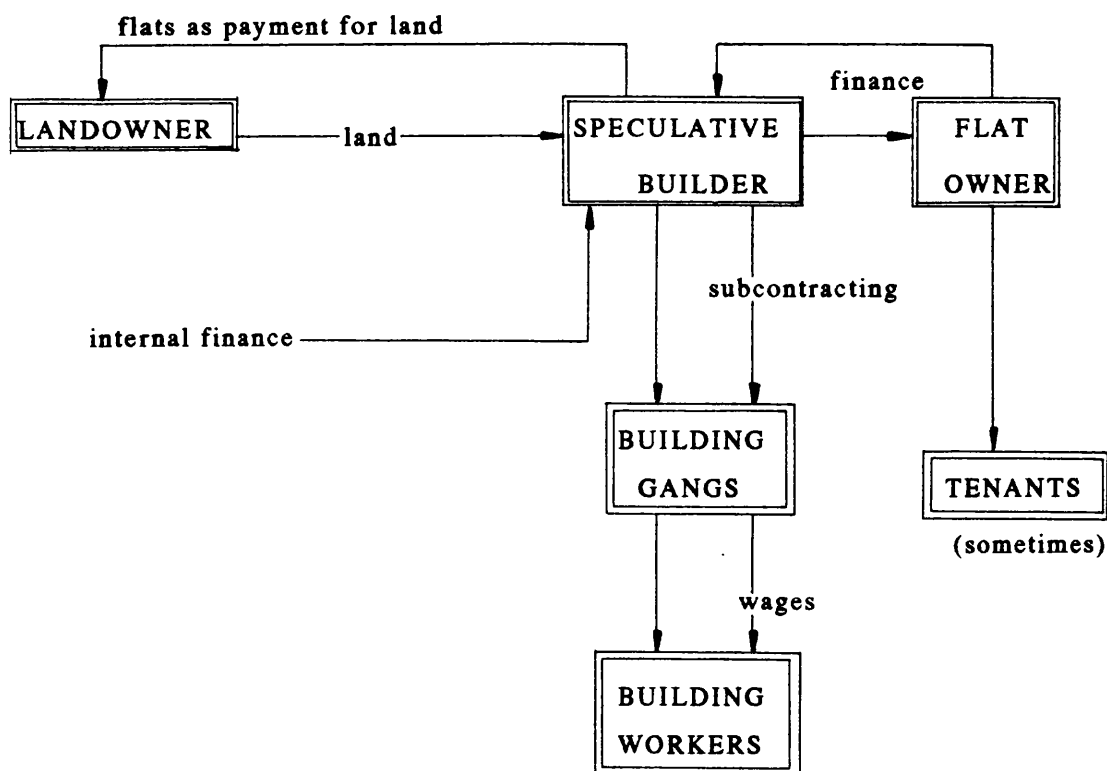 flats as payment for land
finance
LANDOWNER
land
SPECULATIVE
BUILDER
FLAT
OWNER
subcontracting
internal finance
BUILDING
GANGS
TENANTS
(sometimes)
wages
BUILDING
WORKERS